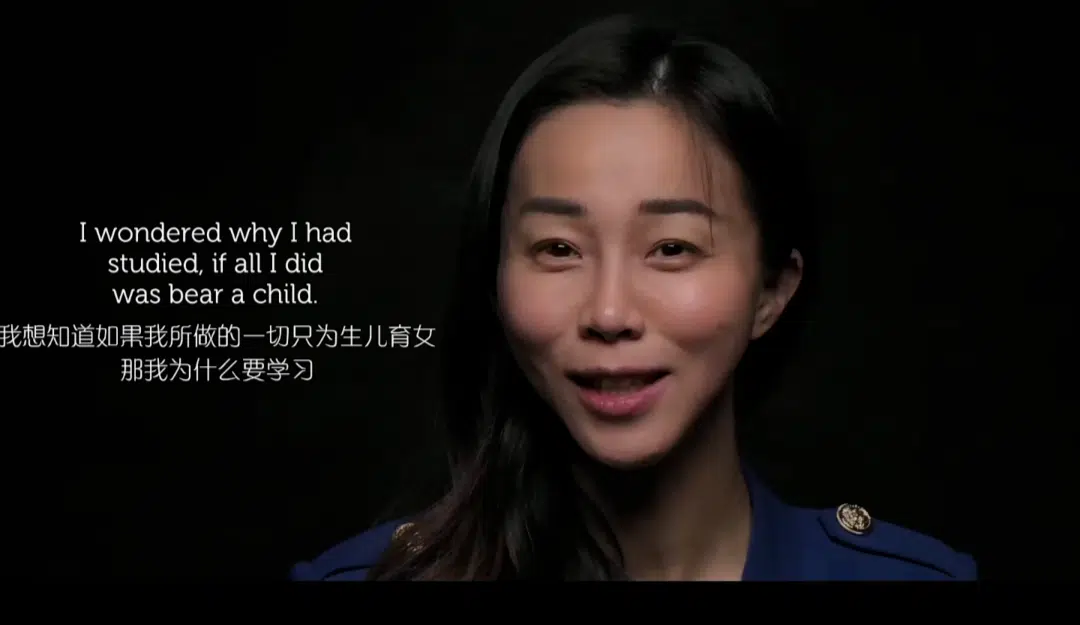 I wondered why I had
studied, if all I did
was bear a child.
我想知道如果我所做的一切只为生儿育女
那我为什么要学习